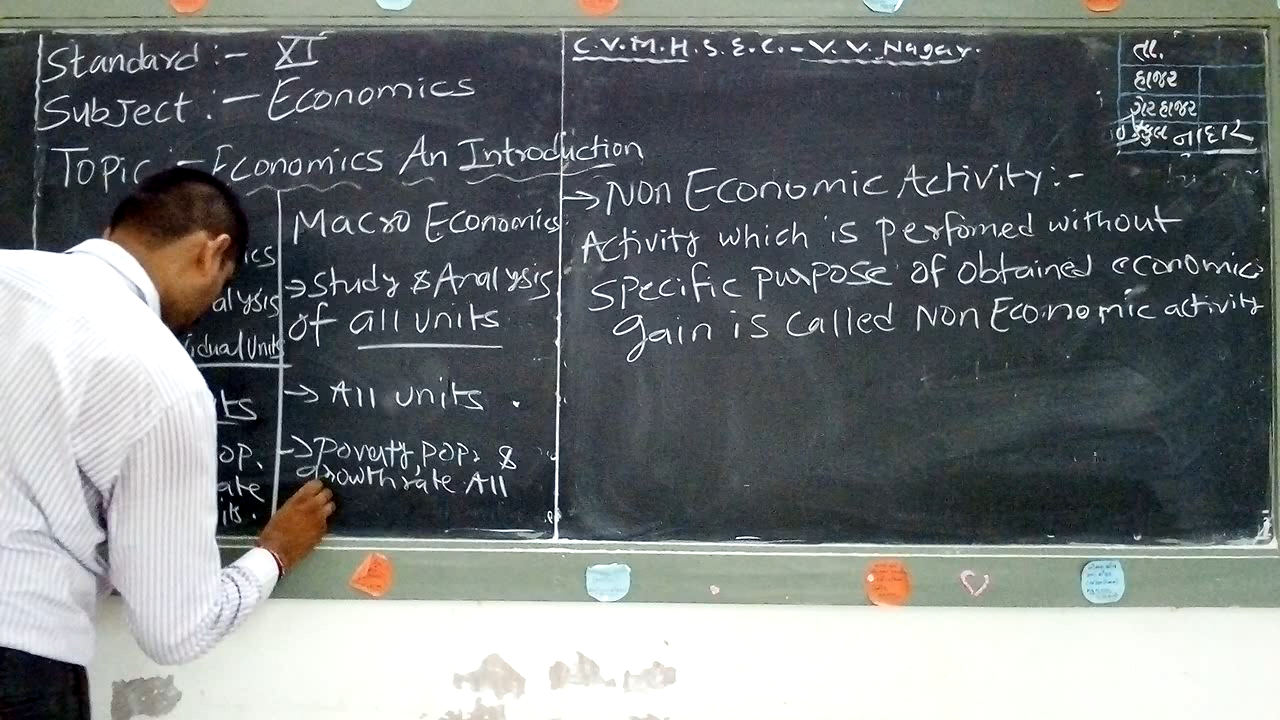 Standard :- XI
Subject :- Economics
Topic :- Economics An Introduction
Macro Economics
→ Study & Analysis
of all units
→ All units .
→ Poverty, POP. &
Growth rate All
C.V.M.H.S.E.C. - V.V. Nagar.
→ Non Economic Activity :-
Activity which is perfomed without
specific purpose of obtained economic
gain is called Non Economic activity
તા.
હાજર
ગેરહાજર
કુલ નાદાર